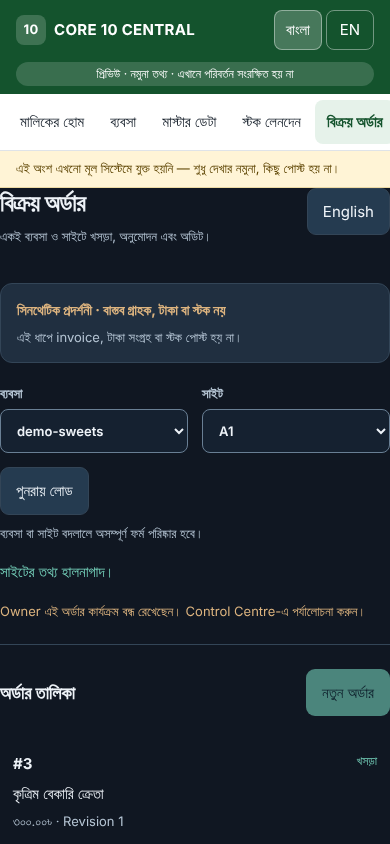 10 CORE 10 CENTRAL বাংলা EN
প্রিভিউ · নমুনা তথ্য · এখানে পরিবর্তন সংরক্ষিত হয় না
মালিকের হোম ব্যবসা মাস্টার ডেটা স্টক লেনদেন বিক্রয় অর্ডার
এই অংশ এখনো মূল সিস্টেমে যুক্ত হয়নি — শুধু দেখার নমুনা, কিছু পোস্ট হয় না।
বিক্রয় অর্ডার English
একই ব্যবসা ও সাইটে খসড়া, অনুমোদন এবং অডিট।
সিনথেটিক প্রদর্শনী · বাস্তব গ্রাহক, টাকা বা স্টক নয়
এই ধাপে invoice, টাকা সংগ্রহ বা স্টক পোস্ট হয় না।
ব্যবসা সাইট
demo-sweets A1
পুনরায় লোড
ব্যবসা বা সাইট বদলালে অসম্পূর্ণ ফর্ম পরিষ্কার হবে।
সাইটের তথ্য হালনাগাদ।
Owner এই অর্ডার কার্যক্রম বন্ধ রেখেছেন। Control Centre-এ পর্যালোচনা করুন।
অর্ডার তালিকা নতুন অর্ডার
#3 খসড়া
কৃত্রিম বেকারি ক্রেতা
৩০০.০০৳ · Revision 1